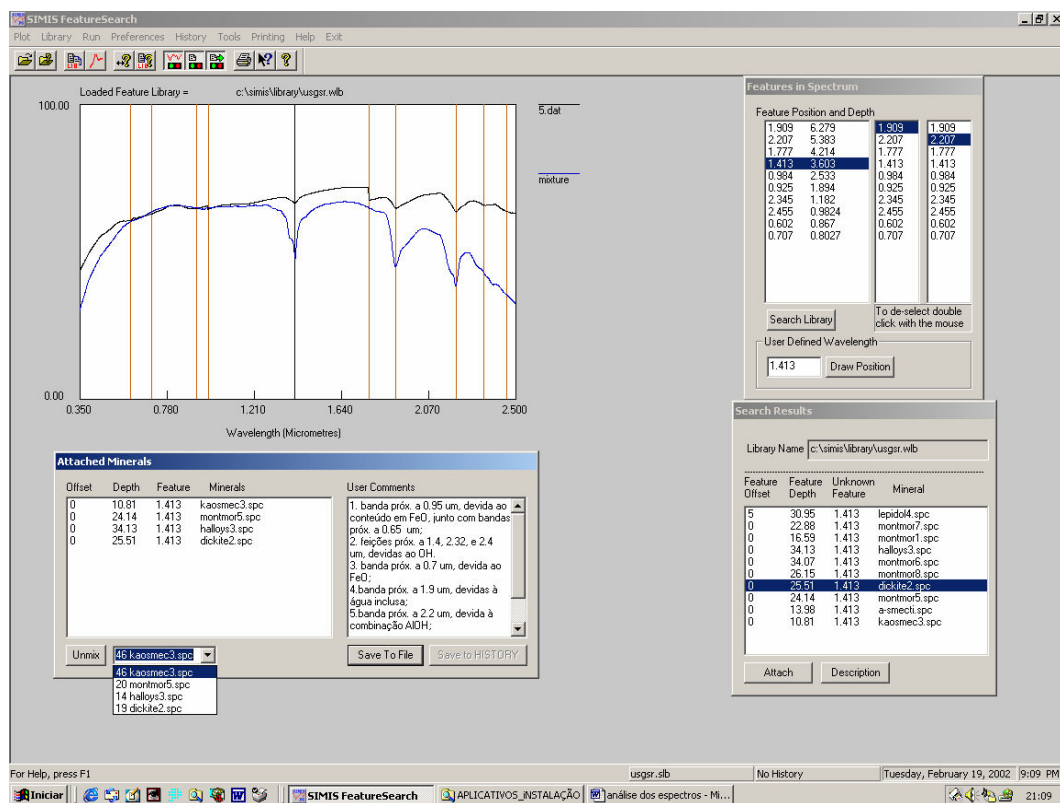 SIMIS FeatureSearch
Plot Library Run Preferences History Tools Printing Help Exit
Loaded Feature Library = c:\simis\library\usgsr.wlb
100.00
0.00
0.350 0.780 1.210 1.640 2.070 2.500
Wavelength (Micrometres)
5.dat
mixture
Features in Spectrum
Feature Position and Depth
1.909 6.279 1.909 1.909
2.207 5.383 2.207 2.207
1.777 4.214 1.777 1.777
1.413 3.603 1.413 1.413
0.984 2.533 0.984 0.984
0.925 1.894 0.925 0.925
2.345 1.182 2.345 2.345
2.455 0.9824 2.455 2.455
0.602 0.867 0.602 0.602
0.707 0.8027 0.707 0.707
Search Library
To de-select double
click with the mouse
User Defined Wavelength
1.413 Draw Position
Attached Minerals
Offset Depth Feature Minerals
0 10.81 1.413 kaosmec3.spc
0 24.14 1.413 montmor5.spc
0 34.13 1.413 halloys3.spc
0 25.51 1.413 dickite2.spc
User Comments
1. banda próx. a 0.95 um, devida ao
conteúdo em FeO, junto com bandas
próx. a 0.65 um;
2. feições próx. a 1.4, 2.32, e 2.4
um, devidas ao OH.
3. banda próx. a 0.7 um, devida ao
FeO;
4.banda próx. a 1.9 um, devidas à
água inclusa;
5.banda próx. a 2.2 um, devida à
combinação AlOH;
Unmix 46 kaosmec3.spc
46 kaosmec3.spc
20 montmor5.spc
14 halloys3.spc
19 dickite2.spc
Save To File Save to HISTORY
Search Results
Library Name c:\simis\library\usgsr.wlb
Feature Feature Unknown
Offset Depth Feature Mineral
5 30.95 1.413 lepidol4.spc
0 22.88 1.413 montmor7.spc
0 16.59 1.413 montmor1.spc
0 34.13 1.413 halloys3.spc
0 34.07 1.413 montmor6.spc
0 26.15 1.413 montmor8.spc
0 25.51 1.413 dickite2.spc
0 24.14 1.413 montmor5.spc
0 13.98 1.413 a-smecti.spc
0 10.81 1.413 kaosmec3.spc
Attach Description
For Help, press F1 usgsr.slb No History Tuesday, February 19, 2002 9:09 PM
Iniciar SIMIS FeatureSearch APLICATIVOS_iNSTALAÇÃO análise dos espectros - Mi... 21:09